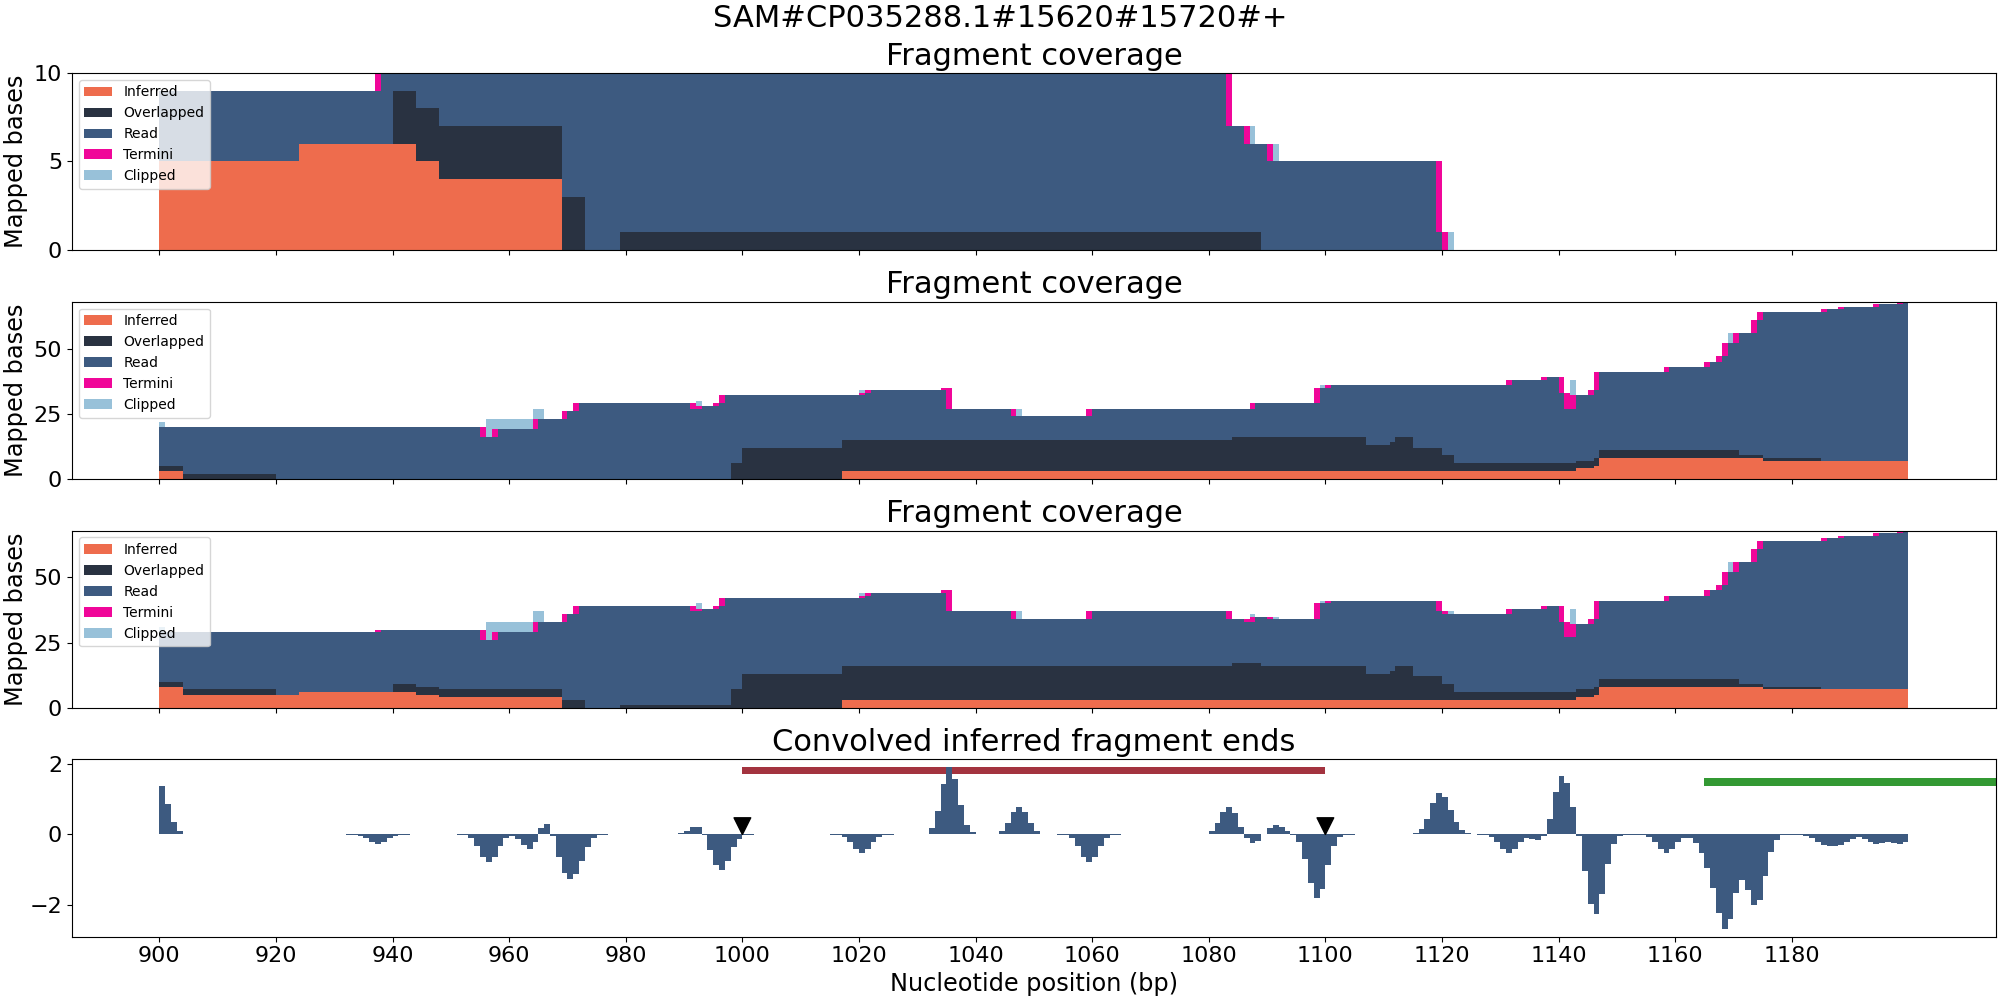 SAM#CP035288.1#15620#15720#+
Fragment coverage
Mapped bases
10
5
0
Inferred
Overlapped
Read
Termini
Clipped
Fragment coverage
Mapped bases
50
25
0
Inferred
Overlapped
Read
Termini
Clipped
Fragment coverage
Mapped bases
50
25
0
Inferred
Overlapped
Read
Termini
Clipped
Convolved inferred fragment ends
2
0
−2
900 920 940 960 980 1000 1020 1040 1060 1080 1100 1120 1140 1160 1180
Nucleotide position (bp)